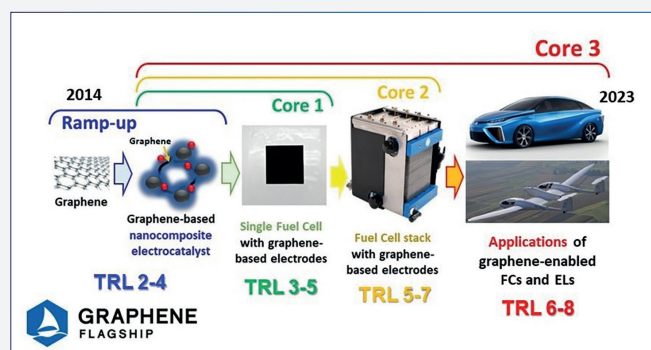 Core 3
2014
Core 2
2023
Ramp-up
Core 1
Graphene
Graphene
Graphene-based
nanocomposite
electrocatalyst
TRL 2-4
Single Fuel Cell
with graphene-
based electrodes
TRL 3-5
Fuel Cell stack
with graphene-
based electrodes
TRL 5-7
Applications of
graphene-enabled
FCs and ELs
TRL 6-8
GRAPHENE
FLAGSHIP